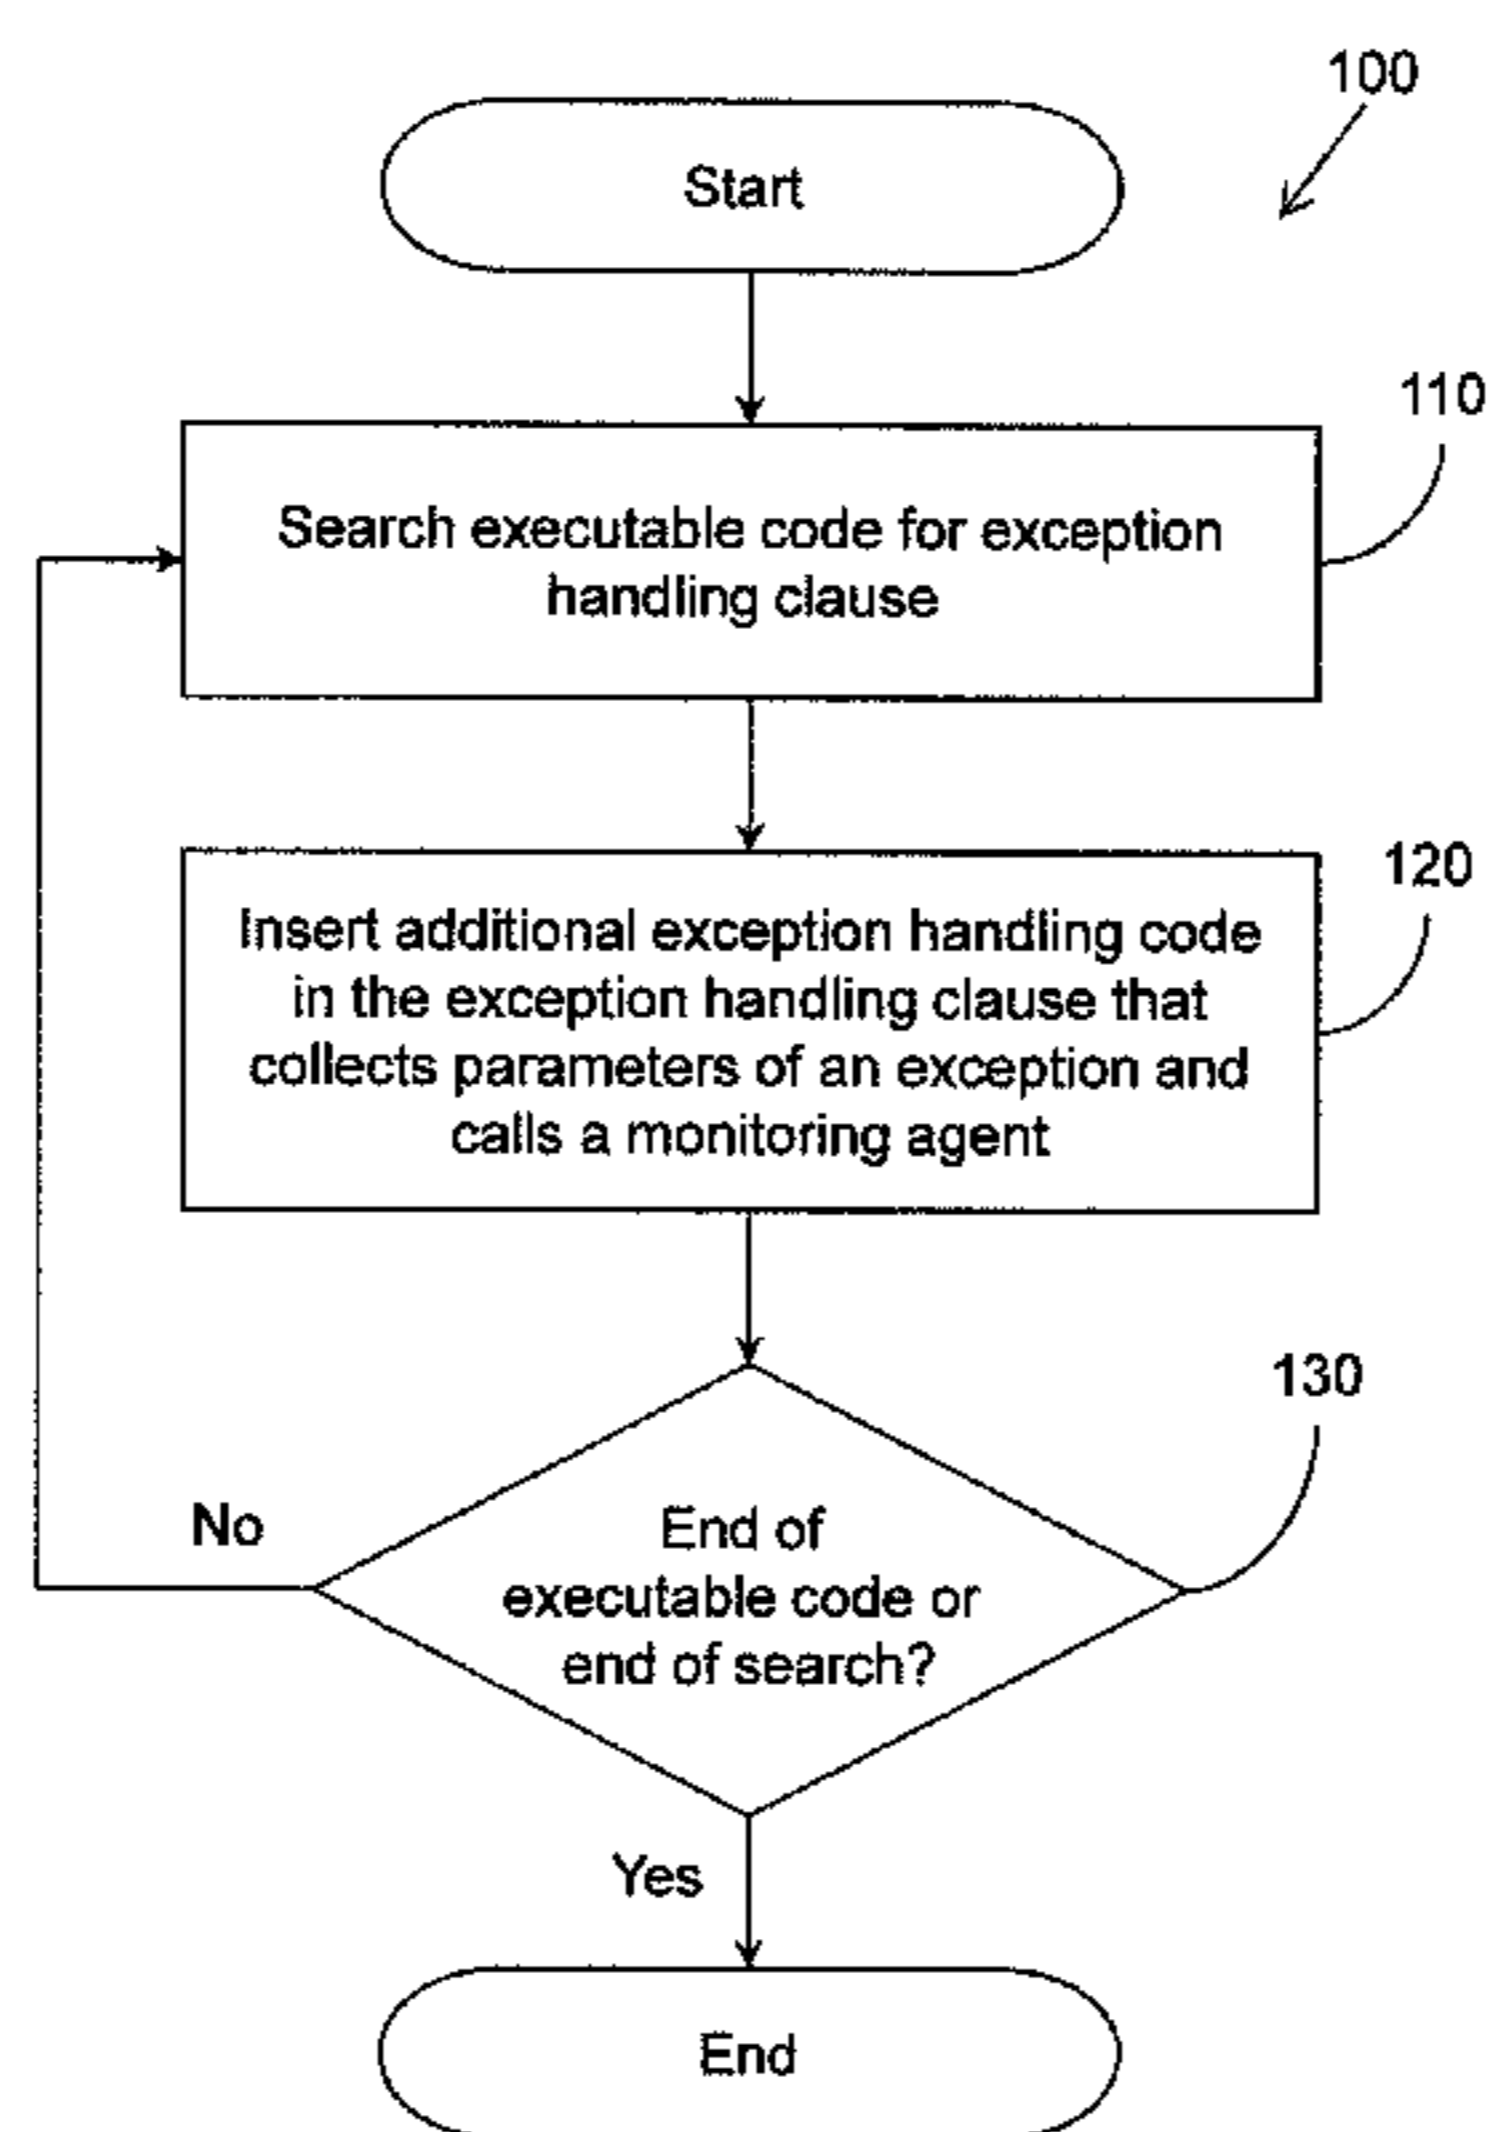 100
Start
110
Search executable code for exception
handling clause
120
Insert additional exception handling code
in the exception handling clause that
collects parameters of an exception and
calls a monitoring agent
130
No
End of
executable code or
end of search?
Yes
End